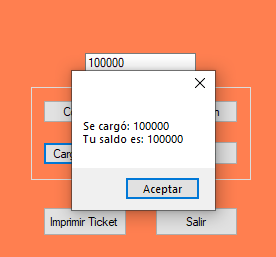 100000
Se cargó: 100000
Tu saldo es: 100000
Aceptar
Imprimir Ticket
Salir